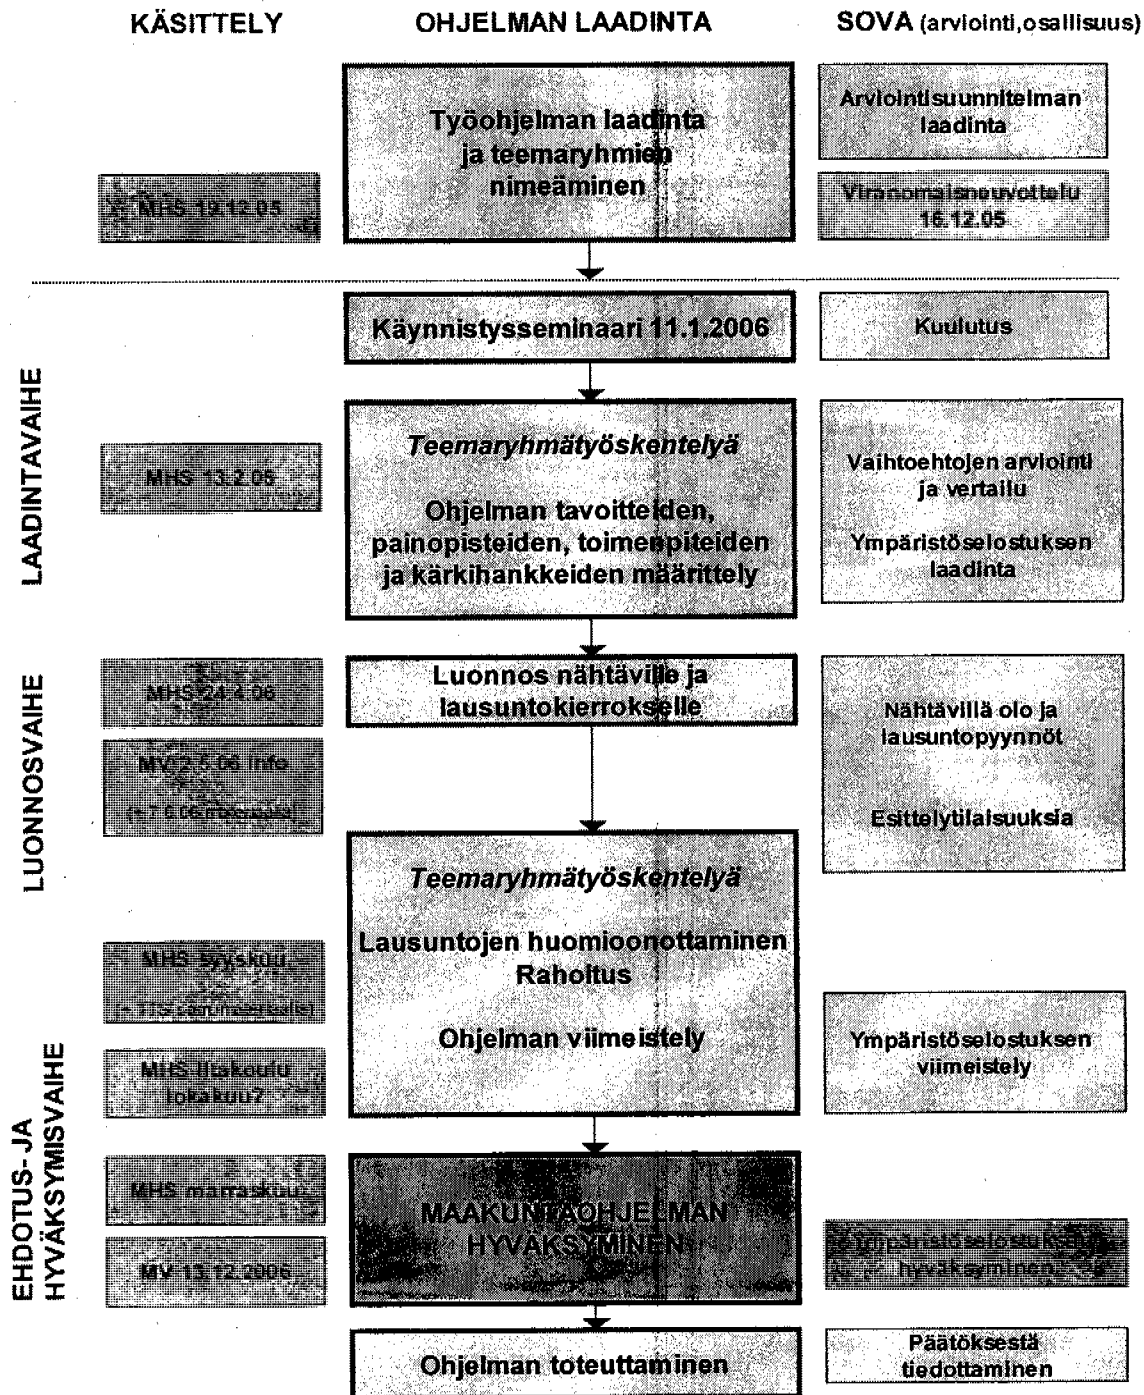 KÄSITTELY
OHJELMAN LAADINTA
SOVA (arviointi,osallisuus)
Työohjelman laadinta
ja teemaryhmien
nimeäminen
Arviointisuunnitelman
laadinta
MHS 19.12.05
Viranomaisneuvottelu
16.12.05
LAADINTAVAIHE
Käynnistysseminaari 11.1.2006
Kuulutus
MHS 13.2.05
Teemaryhmätyöskentelyä
Ohjelman tavoitteiden,
painopisteiden, toimenpiteiden
ja kärkihankkeiden määrittely
Vaihtoehtojen arviointi
ja vertailu
Ympäristöselostuksen
laadinta
LUONNOSVAIHE
MHS 24.4.06
MV 2.5.06 info
Luonnos nähtäville ja
lausuntokierrokselle
Nähtävillä olo ja
lausuntopyynnöt
Esittelytilaisuuksia
Teemaryhmätyöskentelyä
Lausuntojen huomioonottaminen
Rahoitus
Ohjelman viimeistely
MHS syyskuu
MHS iltakoulu
lokakuu?
Ympäristöselostuksen
viimeistely
EHDOTUS- JA
HYVÄKSYMISVAIHE
MHS marraskuu
MV 13.12.2006
MAAKUNTAOHJELMAN
HYVÄKSYMINEN
Ympäristöselostuksen
hyväksyminen
Ohjelman toteuttaminen
Päätöksestä
tiedottaminen